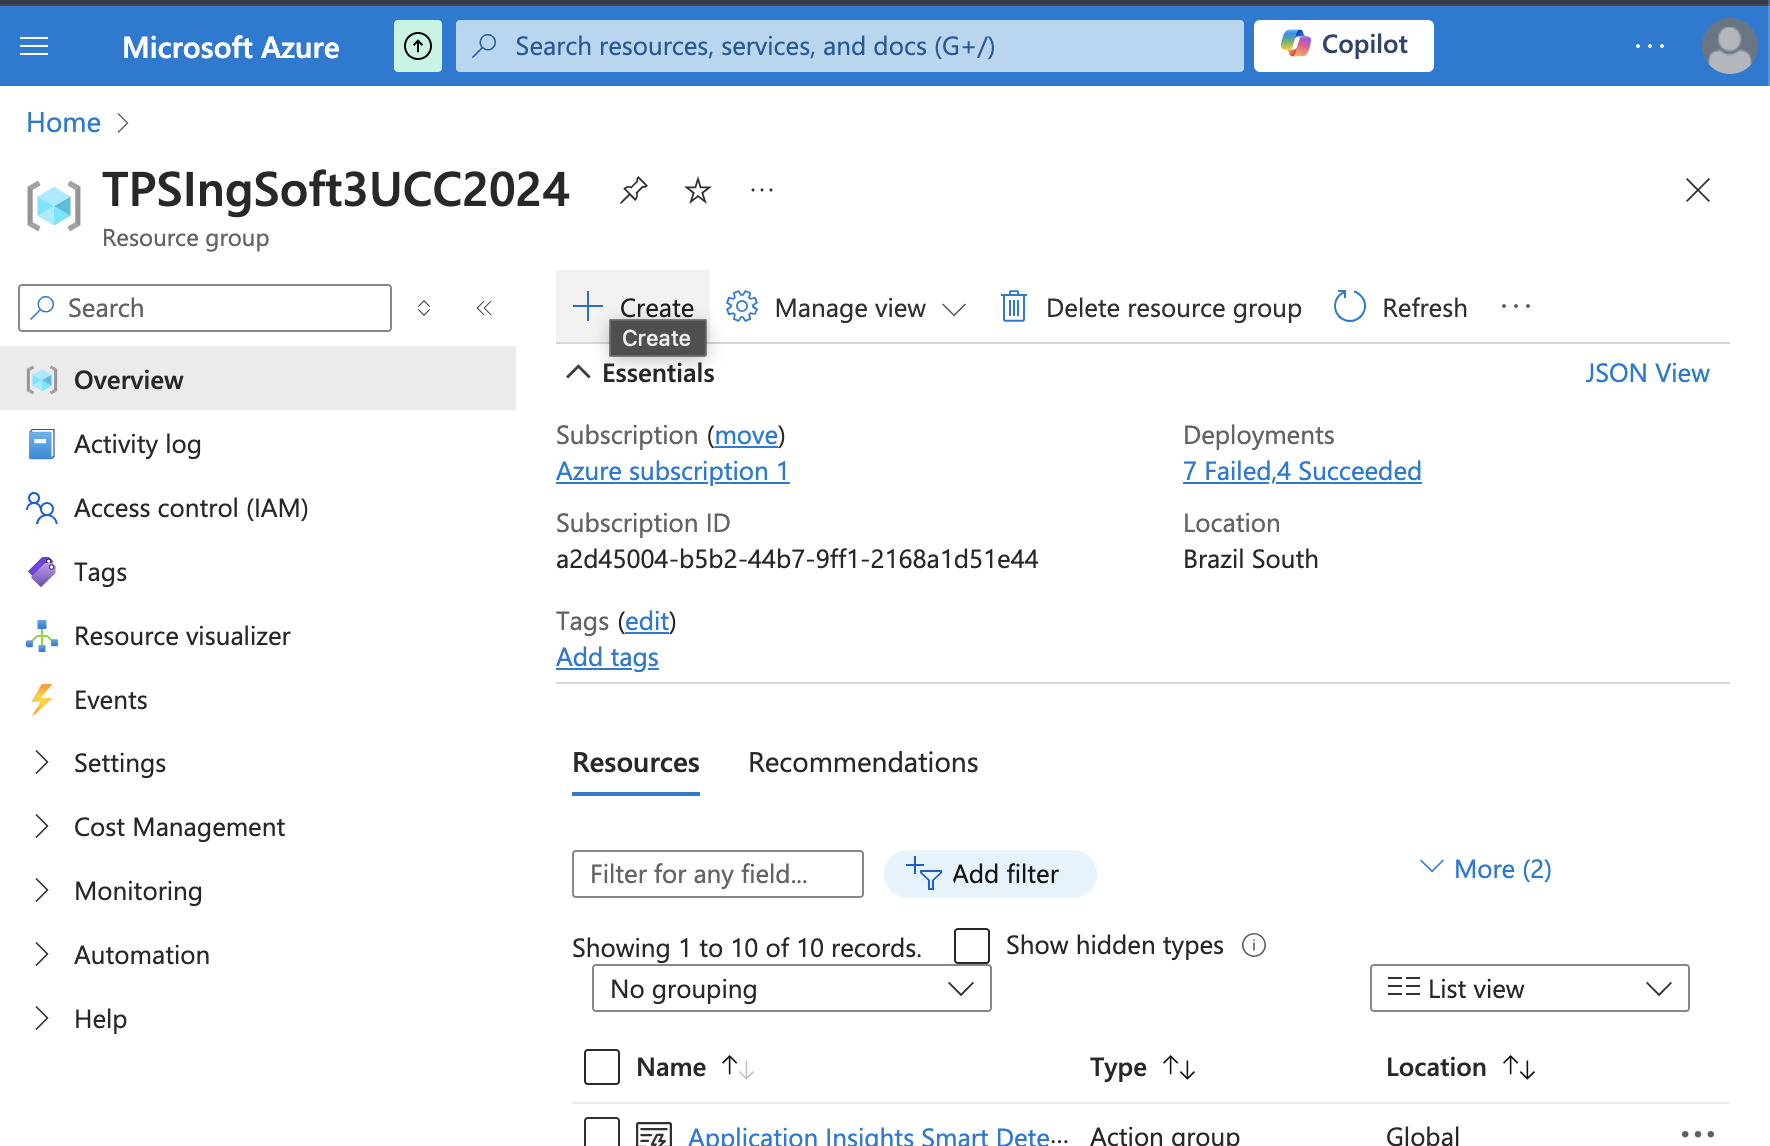 Microsoft Azure
Search resources, services, and docs (G+/)
Copilot
Home
TPSIngSoft3UCC2024
Resource group
Search
Overview
Activity log
Access control (IAM)
Tags
Resource visualizer
Events
Settings
Cost Management
Monitoring
Automation
Help
Create
Manage view
Delete resource group
Refresh
Create
Essentials
JSON View
Subscription (move)
Azure subscription 1
Deployments
7 Failed,4 Succeeded
Subscription ID
a2d45004-b5b2-44b7-9ff1-2168a1d51e44
Location
Brazil South
Tags (edit)
Add tags
Resources
Recommendations
Filter for any field...
Add filter
More (2)
Showing 1 to 10 of 10 records.
Show hidden types
No grouping
List view
Name
Type
Location
Application Insights Smart Dete...
Action group
Global